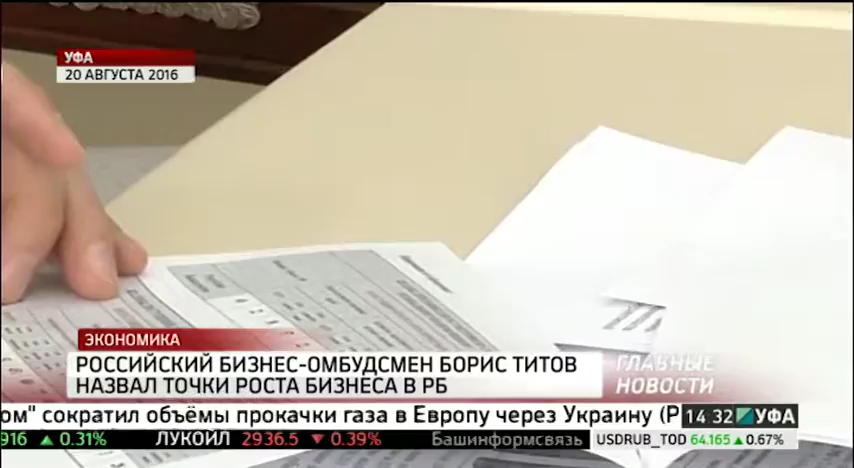 УФА
20 АВГУСТА 2016
ЭКОНОМИКА
РОССИЙСКИЙ БИЗНЕС-ОМБУДСМЕН БОРИС ТИТОВ
НАЗВАЛ ТОЧКИ РОСТА БИЗНЕСА В РБ
ГЛАВНЫЕ
НОВОСТИ
ом" сократил объёмы прокачки газа в Европу через Украину (Р
14 32 УФА
916 ▲ 0.31% ЛУКОЙЛ 2936.5 ▼ 0.39% Башинформсвязь USDRUB_TOD 64.165 ▲ 0.67%